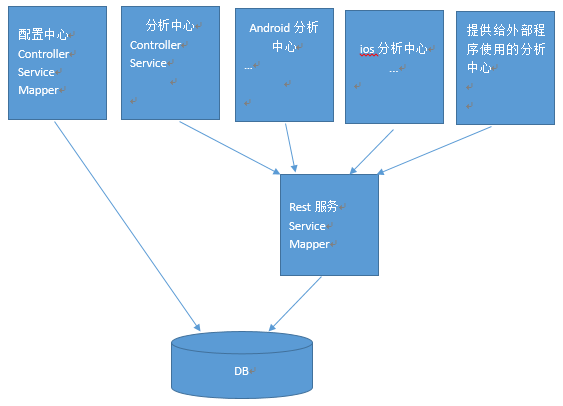 配置中心
Controller
Service
Mapper
分析中心
Controller
Service
Android 分析
中心
...
ios 分析中心
...
提供给外部程
序使用的分析
中心
Rest 服务
Service
Mapper
DB